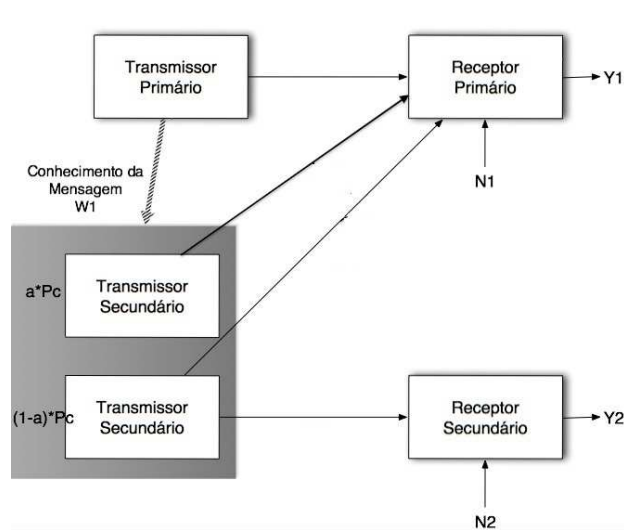 Transmissor
Primário
Receptor
Primário
Y1
Conhecimento da
Mensagem
W1
N1
a*Pc
Transmissor
Secundário
(1-a)*Pc
Transmissor
Secundário
Receptor
Secundário
Y2
N2